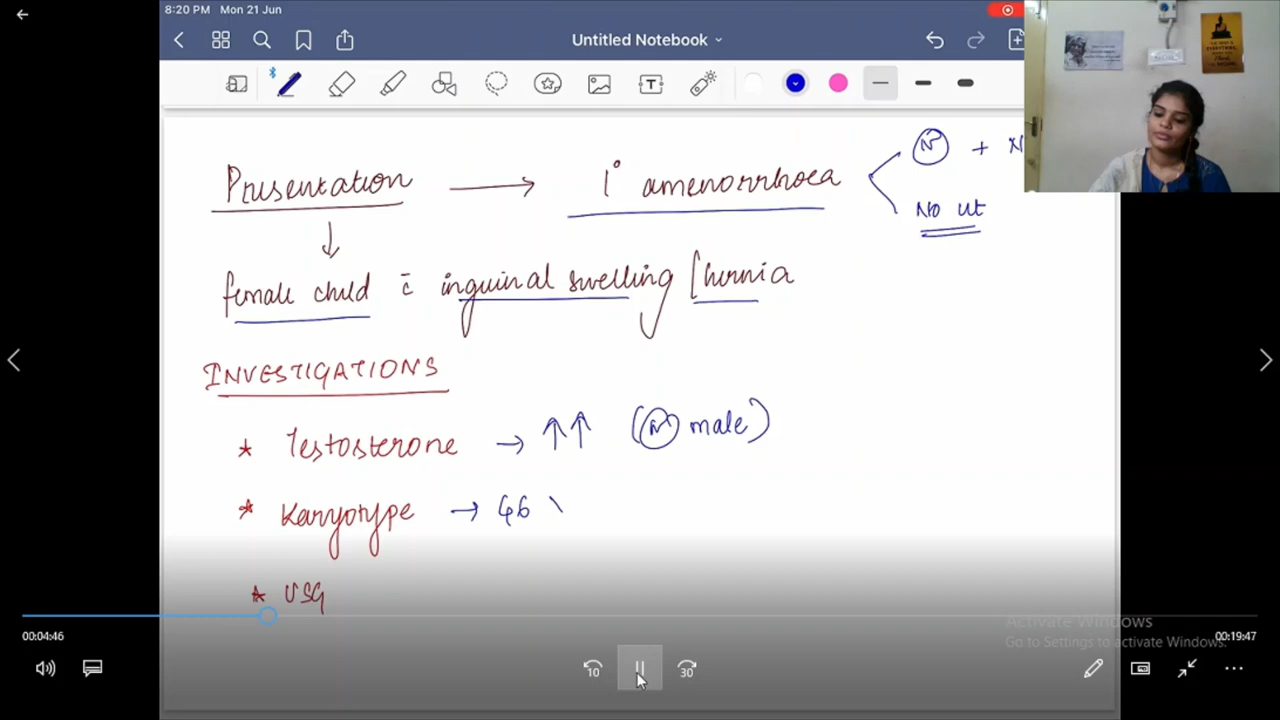 8:20 PM Mon 21 Jun
Untitled Notebook
Presentation → 1° amenorrhoea
N + N
No Ut
female child c̄ inguinal swelling [hernia
INVESTIGATIONS
* Testosterone → ↑↑ (N male)
* Karyotype → 46 \
* USG
Activate Windows
Go to Settings to activate Windows.
00:04:46
00:19:47
10
30